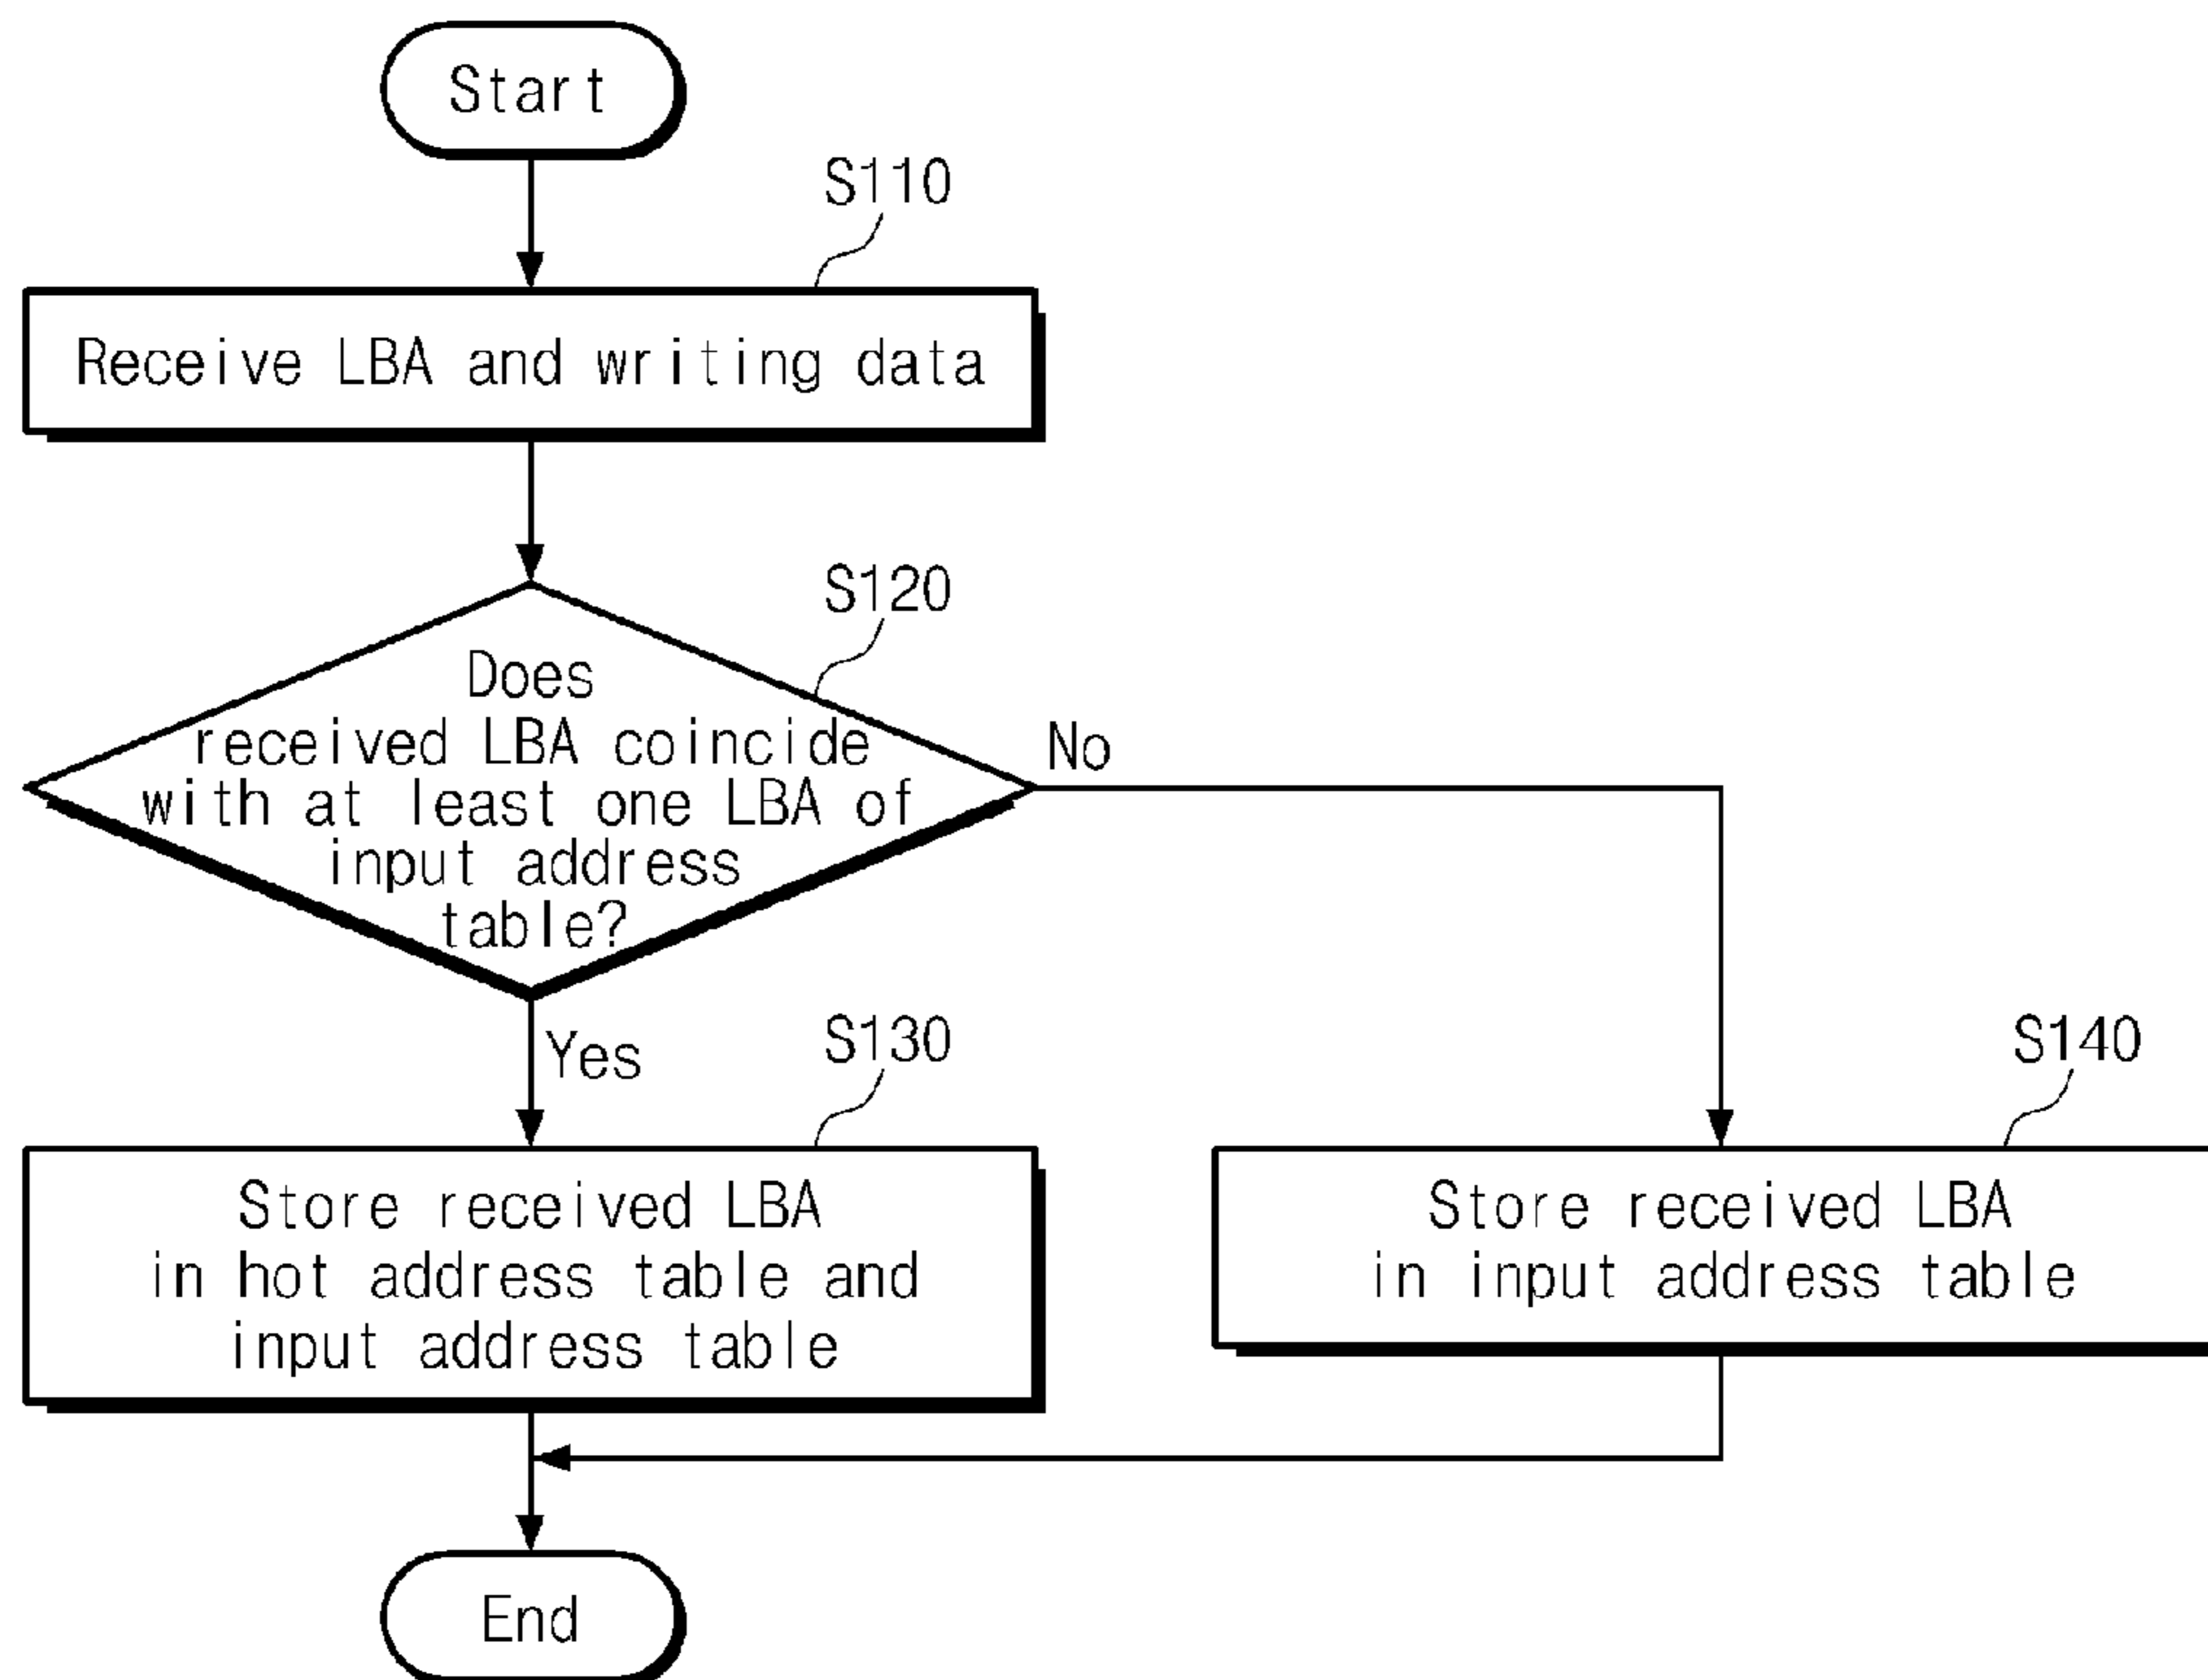 Start
S110
Receive LBA and writing data
S120
Does
received LBA coincide
with at least one LBA of
input address
table?
No
Yes
S130
S140
Store received LBA
in hot address table and
input address table
Store received LBA
in input address table
End